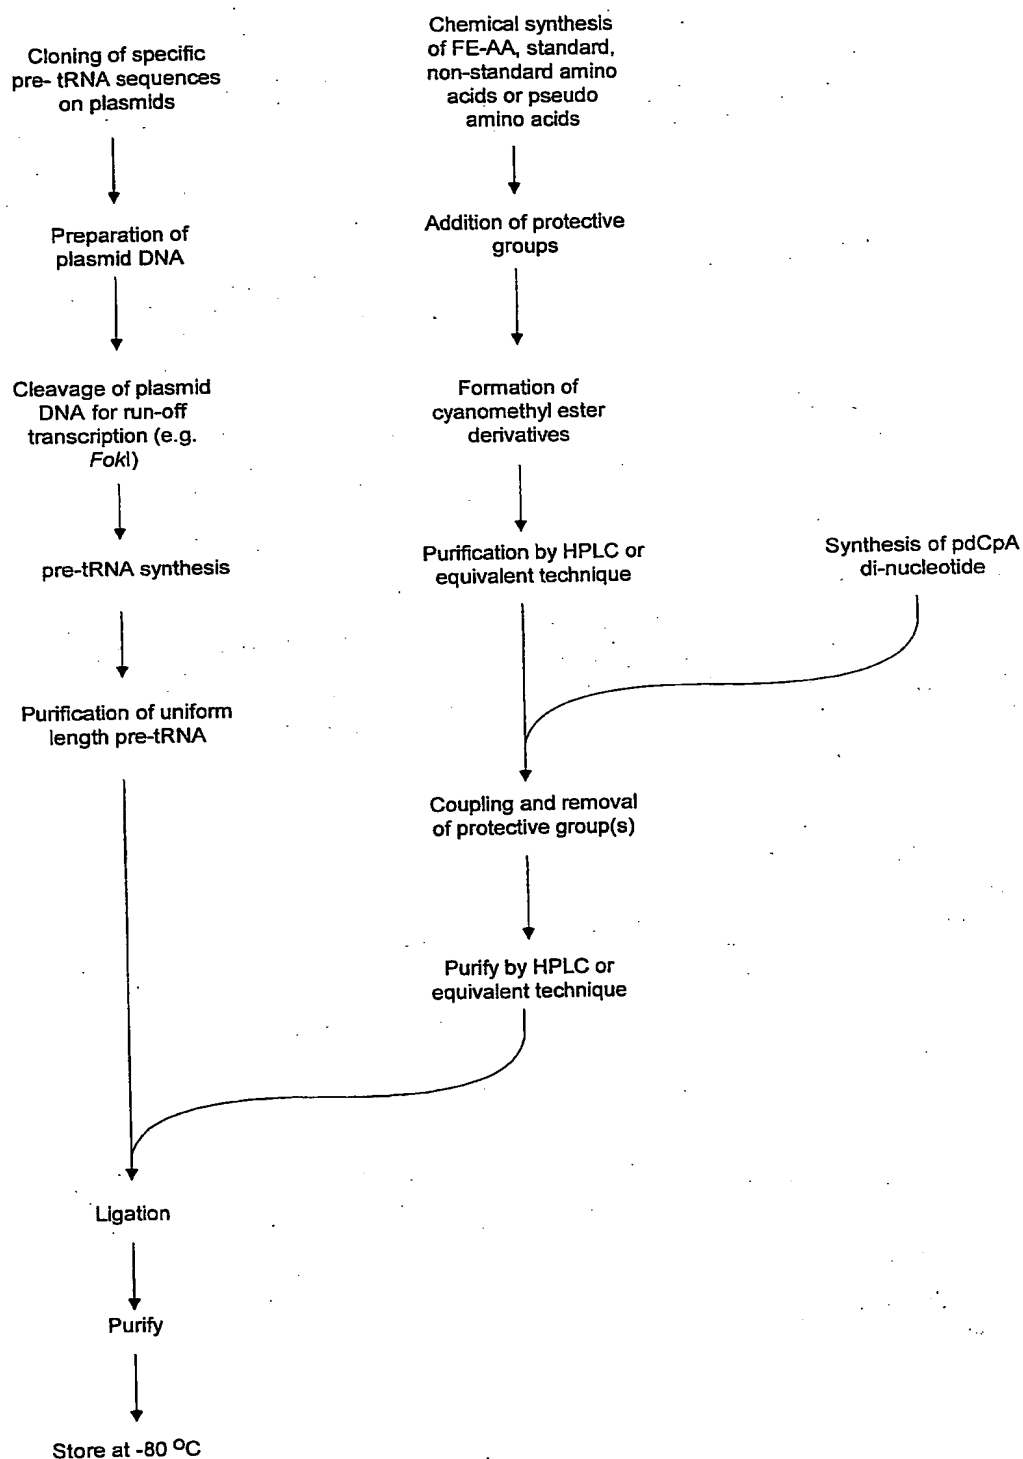 Cloning of specific
pre- tRNA sequences
on plasmids
Preparation of
plasmid DNA
Cleavage of plasmid
DNA for run-off
transcription (e.g.
FokI)
pre-tRNA synthesis
Purification of uniform
length pre-tRNA
Chemical synthesis
of FE-AA, standard,
non-standard amino
acids or pseudo
amino acids
Addition of protective
groups
Formation of
cyanomethyl ester
derivatives
Purification by HPLC or
equivalent technique
Synthesis of pdCpA
di-nucleotide
Coupling and removal
of protective group(s)
Purify by HPLC or
equivalent technique
Ligation
Purify
Store at -80 °C